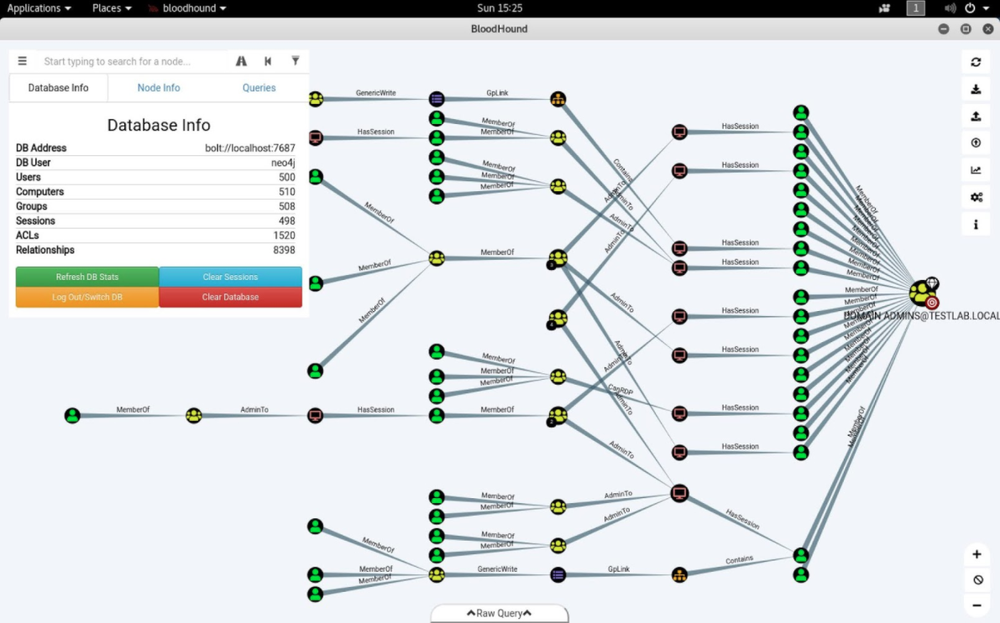 Applications Places bloodhound Sun 15:25 1
BloodHound
Start typing to search for a node...
Database Info Node Info Queries
Database Info
DB Address bolt://localhost:7687
DB User neo4j
Users 500
Computers 510
Groups 508
Sessions 498
ACLs 1520
Relationships 8398
Refresh DB Stats Clear Sessions
Log Out/Switch DB Clear Database
GenericWrite GpLink
MemberOf
HasSession MemberOf HasSession
MemberOf
MemberOf
MemberOf
Contains
AdminTo
AdminTo
MemberOf
AdminTo
AdminTo
HasSession
HasSession
HasSession
MemberOf MemberOf
MemberOf
MemberOf
AdminTo
HasSession
DOMAIN ADMINS@TESTLAB.LOCAL
AdminTo
AdminTo
HasSession
MemberOf
MemberOf
MemberOf
CanRDP
AdminTo
MemberOf AdminTo HasSession MemberOf HasSession
AdminTo
HasSession
MemberOf
MemberOf
MemberOf
MemberOf
AdminTo
AdminTo
HasSession
MemberOf
MemberOf
MemberOf
MemberOf
MemberOf
GenericWrite GpLink Contains
MemberOf
MemberOf
MemberOf
MemberOf
MemberOf
MemberOf
Raw Query